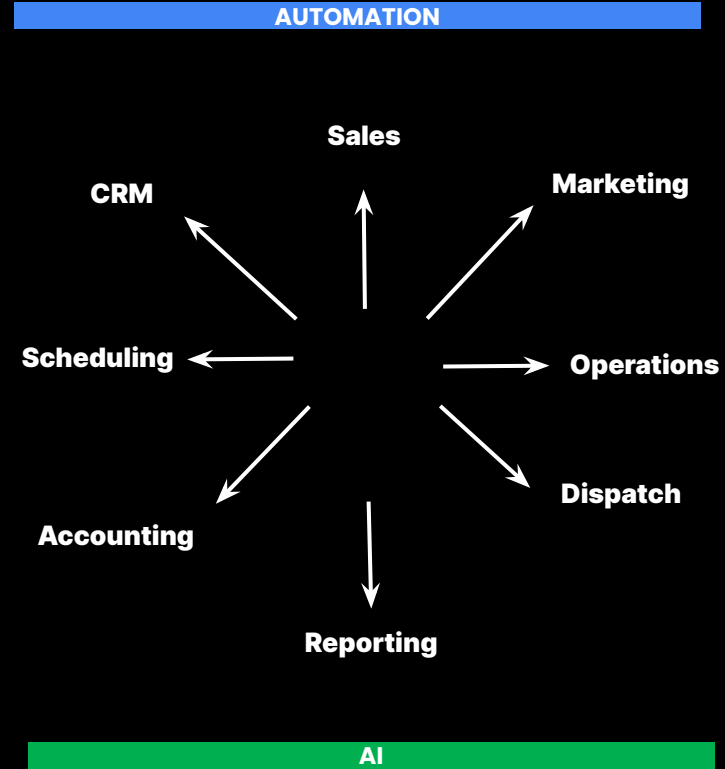 AUTOMATION
Sales
Marketing
CRM
Scheduling
Operations
Dispatch
Accounting
Reporting
AI